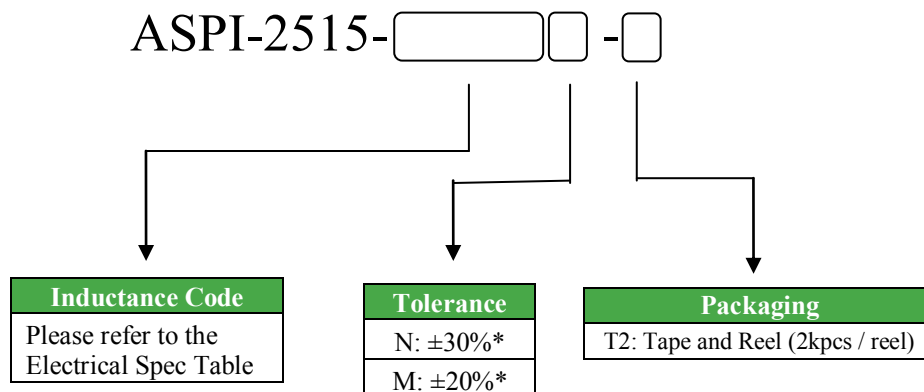 ASPI-2515- -
Inductance Code
Please refer to the
Electrical Spec Table
Tolerance
N: ±30%*
M: ±20%*
Packaging
T2: Tape and Reel (2kpcs / reel)